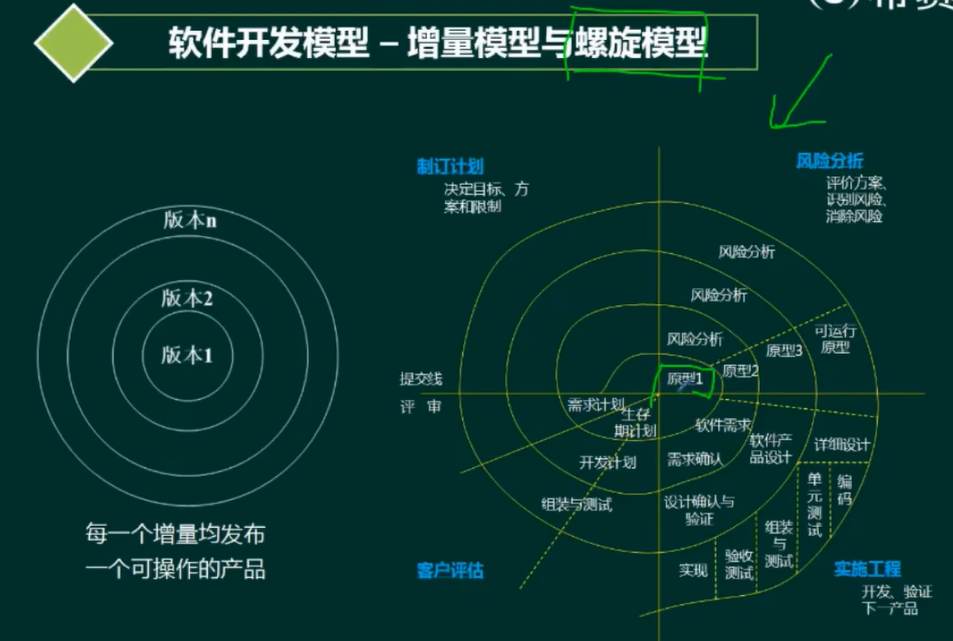 软件开发模型 – 增量模型与螺旋模型
制订计划
决定目标、方
案和限制
风险分析
评价方案、
识别风险、
消除风险
版本n
版本2
版本1
每一个增量均发布
一个可操作的产品
风险分析
风险分析
风险分析
原型1
原型2
原型3
可运行
原型
提交线
评 审
需求计划
生存
期计划
开发计划
组装与测试
软件需求
需求确认
设计确认与
验证
软件产
品设计
详细设计
单
元
测
试
编
码
组装
与
测试
验收
测试
实现
客户评估
实施工程
开发、验证
下一产品